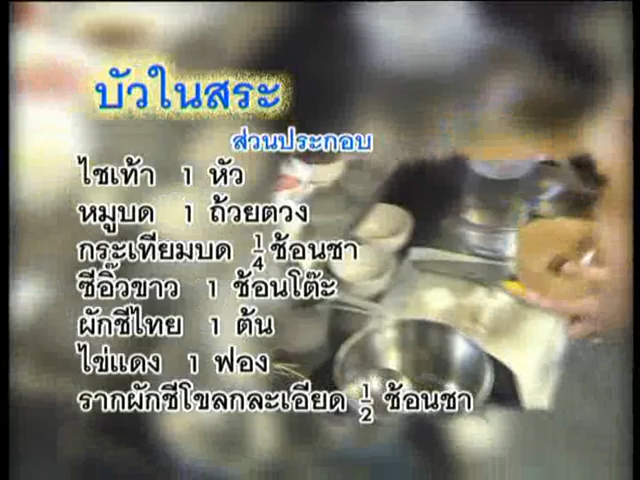 บัวในสระ
ส่วนประกอบ
ไชเท้า 1 หัว
หมูบด 1 ถ้วยตวง
กระเทียมบด 1/4 ช้อนชา
ซีอิ๊วขาว 1 ช้อนโต๊ะ
ผักชีไทย 1 ต้น
ไข่แดง 1 ฟอง
รากผักชีโขลกละเอียด 1/2 ช้อนชา